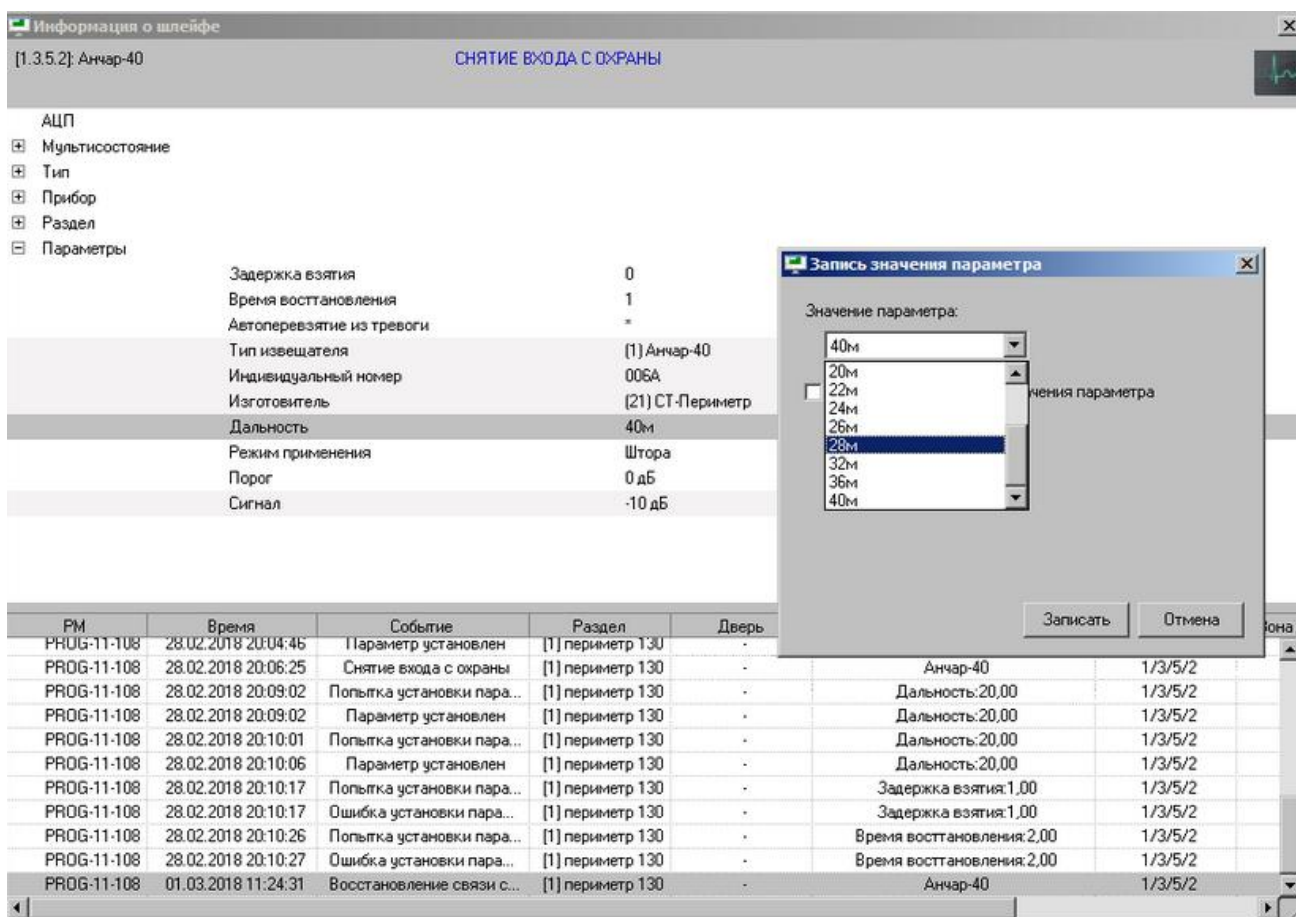 Информация о шлейфе
[1.3.5.2]: Анчар-40 СНЯТИЕ ВХОДА С ОХРАНЫ
АЦП
Мультисостояние
Тип
Прибор
Раздел
Параметры
Задержка взятия 0
Время восттановления 1
Автоперевзятие из тревоги -
Тип извещателя (1) Анчар-40
Индивидуальный номер 006A
Изготовитель (21) СТ-Периметр
Дальность 40м
Режим применения Штора
Порог 0 дБ
Сигнал -10 дБ
Запись значения параметра
Значение параметра:
40м
20м
22м
чения параметра
24м
26м
28м
32м
36м
40м
Записать Отмена
РМ Время Событие Раздел Дверь Зона
PROG-11-108 28.02.2018 20:04:46 Параметр установлен [1] периметр 130 -
PROG-11-108 28.02.2018 20:06:25 Снятие входа с охраны [1] периметр 130 - Анчар-40 1/3/5/2
PROG-11-108 28.02.2018 20:09:02 Попытка установки пара... [1] периметр 130 - Дальность:20,00 1/3/5/2
PROG-11-108 28.02.2018 20:09:02 Параметр установлен [1] периметр 130 - Дальность:20,00 1/3/5/2
PROG-11-108 28.02.2018 20:10:01 Попытка установки пара... [1] периметр 130 - Дальность:20,00 1/3/5/2
PROG-11-108 28.02.2018 20:10:06 Параметр установлен [1] периметр 130 - Дальность:20,00 1/3/5/2
PROG-11-108 28.02.2018 20:10:17 Попытка установки пара... [1] периметр 130 - Задержка взятия:1,00 1/3/5/2
PROG-11-108 28.02.2018 20:10:17 Ошибка установки пара... [1] периметр 130 - Задержка взятия:1,00 1/3/5/2
PROG-11-108 28.02.2018 20:10:26 Попытка установки пара... [1] периметр 130 - Время восттановления:2,00 1/3/5/2
PROG-11-108 28.02.2018 20:10:27 Ошибка установки пара... [1] периметр 130 - Время восттановления:2,00 1/3/5/2
PROG-11-108 01.03.2018 11:24:31 Восстановление связи с... [1] периметр 130 - Анчар-40 1/3/5/2